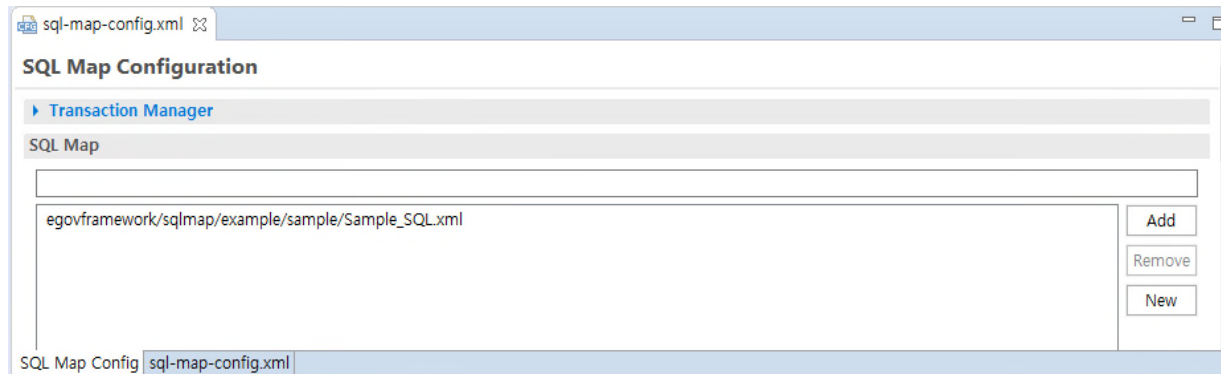 sql-map-config.xml
SQL Map Configuration
Transaction Manager
SQL Map
egovframework/sqlmap/example/sample/Sample_SQL.xml
Add
Remove
New
SQL Map Config sql-map-config.xml